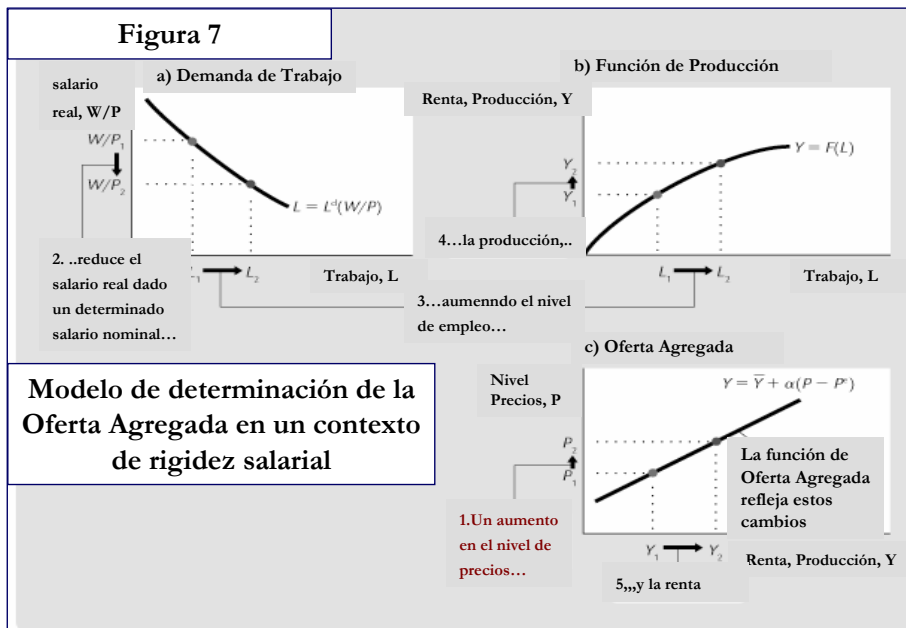 Figura 7
salario
real, W/P
a) Demanda de Trabajo
W/P₁
W/P₂
L = Lᵈ(W/P)
L₁
L₂
Trabajo, L
2. ..reduce el
salario real dado
un determinado
salario nominal…
b) Función de Producción
Renta, Producción, Y
Y = F(L)
Y₂
Y₁
4…la producción,..
L₁
L₂
Trabajo, L
3…aumenndo el nivel
de empleo…
Modelo de determinación de la
Oferta Agregada en un contexto
de rigidez salarial
c) Oferta Agregada
Nivel
Precios, P
Y = Y̅ + α(P − Pᵉ)
P₂
P₁
La función de
Oferta Agregada
refleja estos
cambios
1.Un aumento
en el nivel de
precios…
Y₁
Y₂
Renta, Producción, Y
5,,,y la renta